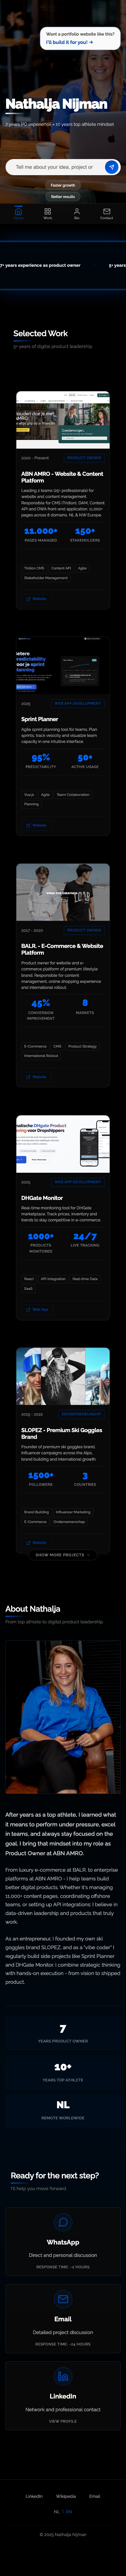 Want a portfolio website like this?
I'll build it for you! →
Nathalja Nijman
7 years PO experience • 10 year top athlete mindset
Tell me about your idea, project or
Faster growth
Better results
Work
Bio
Contact
7+ years experience as product owner
5+ years
Selected Work
5+ years of digital product leadership
2020 - Present
PRODUCT OWNER
ABN AMRO - Website & Content
Platform
Leading a teams (25)-professional for
content management and distribution.
Responsible for CMS (Tridion), DAM, Content
API and ORA front-end application, current
pages across 6 domains, NL & NW Europe.
11.000+
150+
PAGES MANAGED
STAKEHOLDERS
Tridion CMS
Content API
Agile
Stakeholder Management
Website
2025
WEB APP DEVELOPMENT
Sprint Planner
Agile sprint planning tool for teams. Plan
sprints, track velocity and visualize team
capacity in one intuitive interface.
95%
50+
PREDICTABILITY
ACTIVE USAGE
Vue.js
Agile
Team Collaboration
Planning
Website
2017 - 2020
PRODUCT OWNER
BALR. - E-Commerce & Website
Platform
Product owner for website and e-
commerce platform of premium lifestyle
brand. Responsible for content
management, online shopping experience
and international rollout.
45%
8
CONVERSION
IMPROVEMENT
MARKETS
E-Commerce
CMS
Product Strategy
International Rollout
Website
2025
WEB APP DEVELOPMENT
DHGate Monitor
Real-time monitoring tool for DHGate
marketplace. Track prices, inventory and
trends to stay competitive in e-commerce.
1000+
24/7
PRODUCTS
MONITORED
LIVE TRACKING
React
API Integration
Real-time Data
SaaS
Web App
2015 - 2022
ENTREPRENEURSHIP
SLOPEZ - Premium Ski Goggles
Brand
Founder of premium ski goggles brand.
Influencer campaigns across the Alps,
brand building and international growth.
1500+
3
FOLLOWERS
COUNTRIES
Brand Building
Influencer Marketing
E-Commerce
Ondernemerschap
Website
SHOW MORE PROJECTS
About Nathalja
From top athlete to digital product leadership
After years as a top athlete, I learned what
it means to perform under pressure, excel
in teams, and always stay focused on the
goal. I bring that mindset into my role as
Product Owner at ABN AMRO.
From luxury e-commerce at BALR. to enterprise
platforms at ABN AMRO - I help teams build
better digital products. Whether it's managing
11,000+ content pages, coordinating across
teams, or setting up API integrations: I believe in
data-driven leadership and products that truly
work.
As an entrepreneur, I founded my own ski
goggles brand SLOPEZ, and as a "vibe coder" I
regularly build side projects like Sprint Planner
and DHGate Monitor. I combine strategic thinking
with hands-on execution - from vision to shipped
product.
7
YEARS PRODUCT OWNER
10+
YEARS TOP ATHLETE
NL
REMOTE WORLDWIDE
Ready for the next step?
I'll help you move forward
WhatsApp
Direct and personal discussion
RESPONSE TIME: ~2 HOURS
Email
Detailed project discussion
RESPONSE TIME: ~24 HOURS
LinkedIn
Network and professional contact
VIEW PROFILE
LinkedIn
Wikipedia
Email
NL
EN
© 2025 Nathalja Nijman